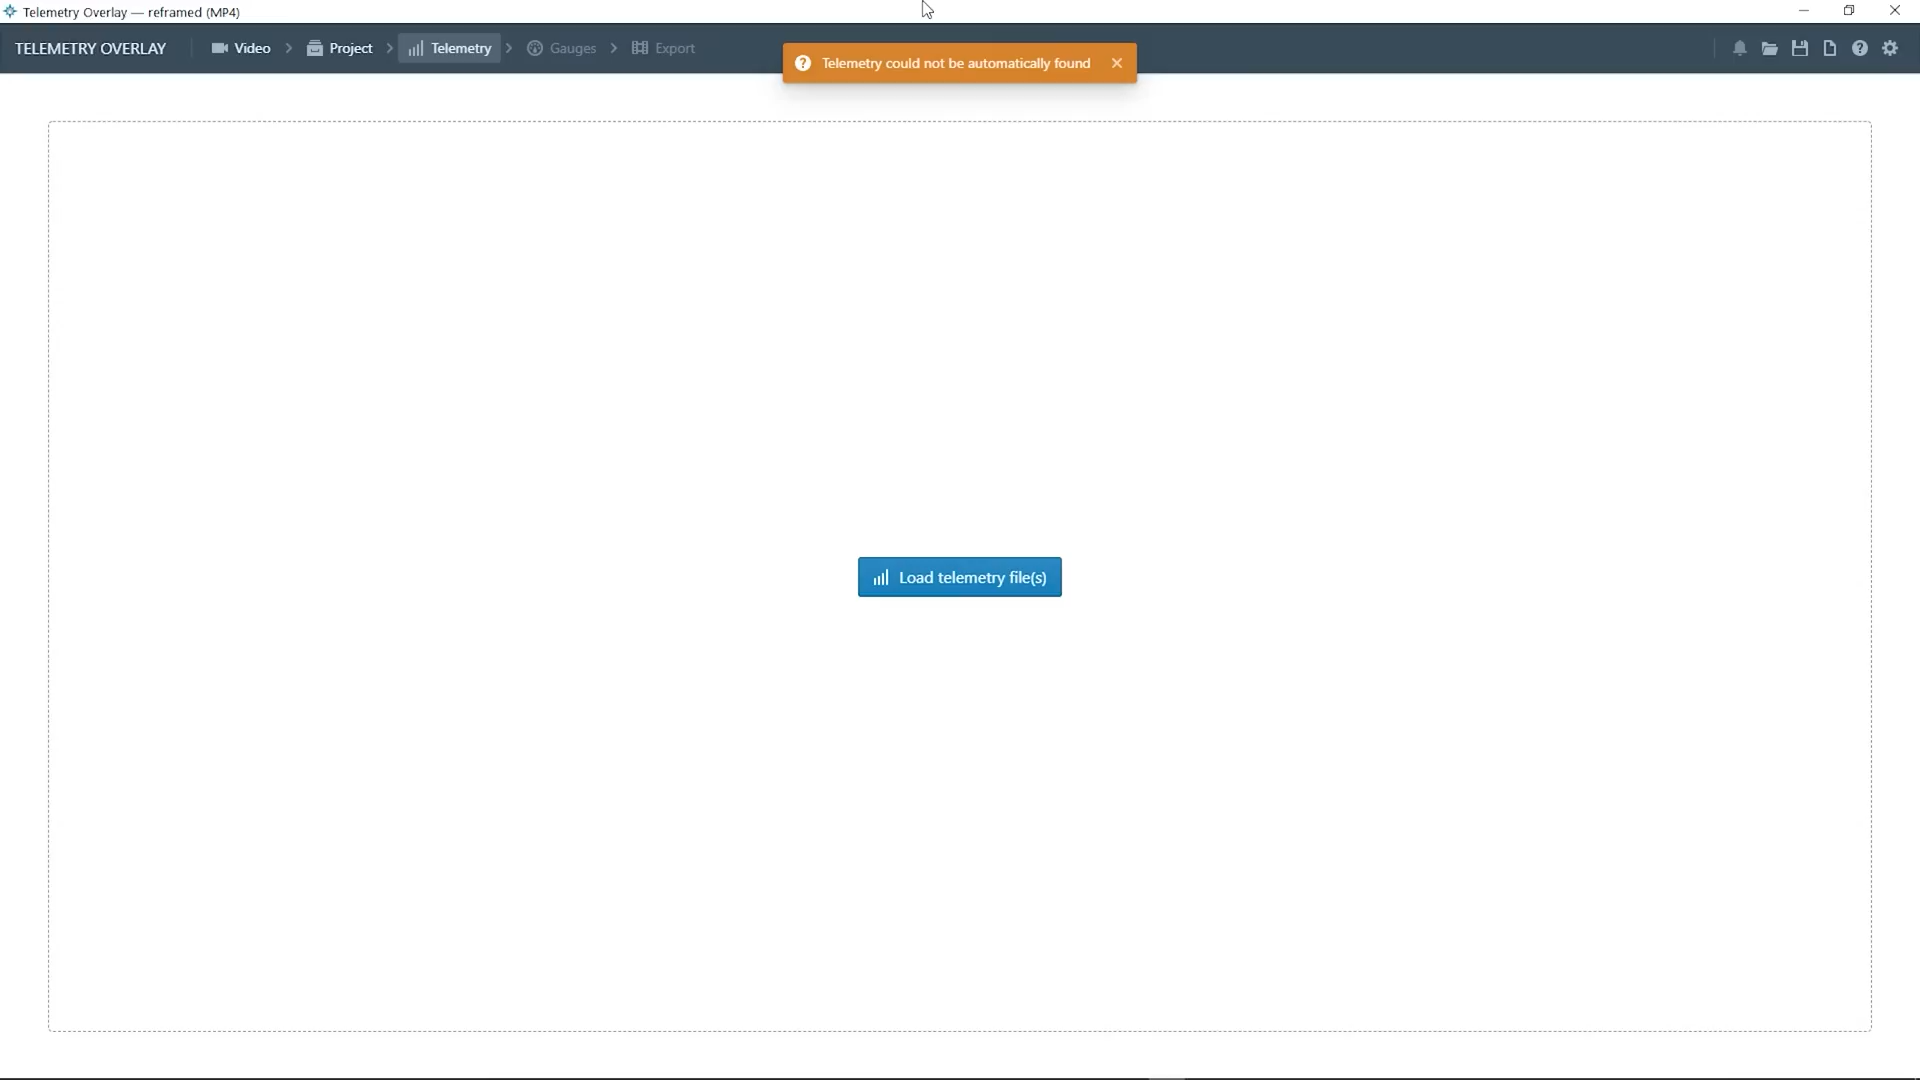 Telemetry Overlay — reframed (MP4)
TELEMETRY OVERLAY
Video
Project
Telemetry
Gauges
Export
Telemetry could not be automatically found
Load telemetry file(s)